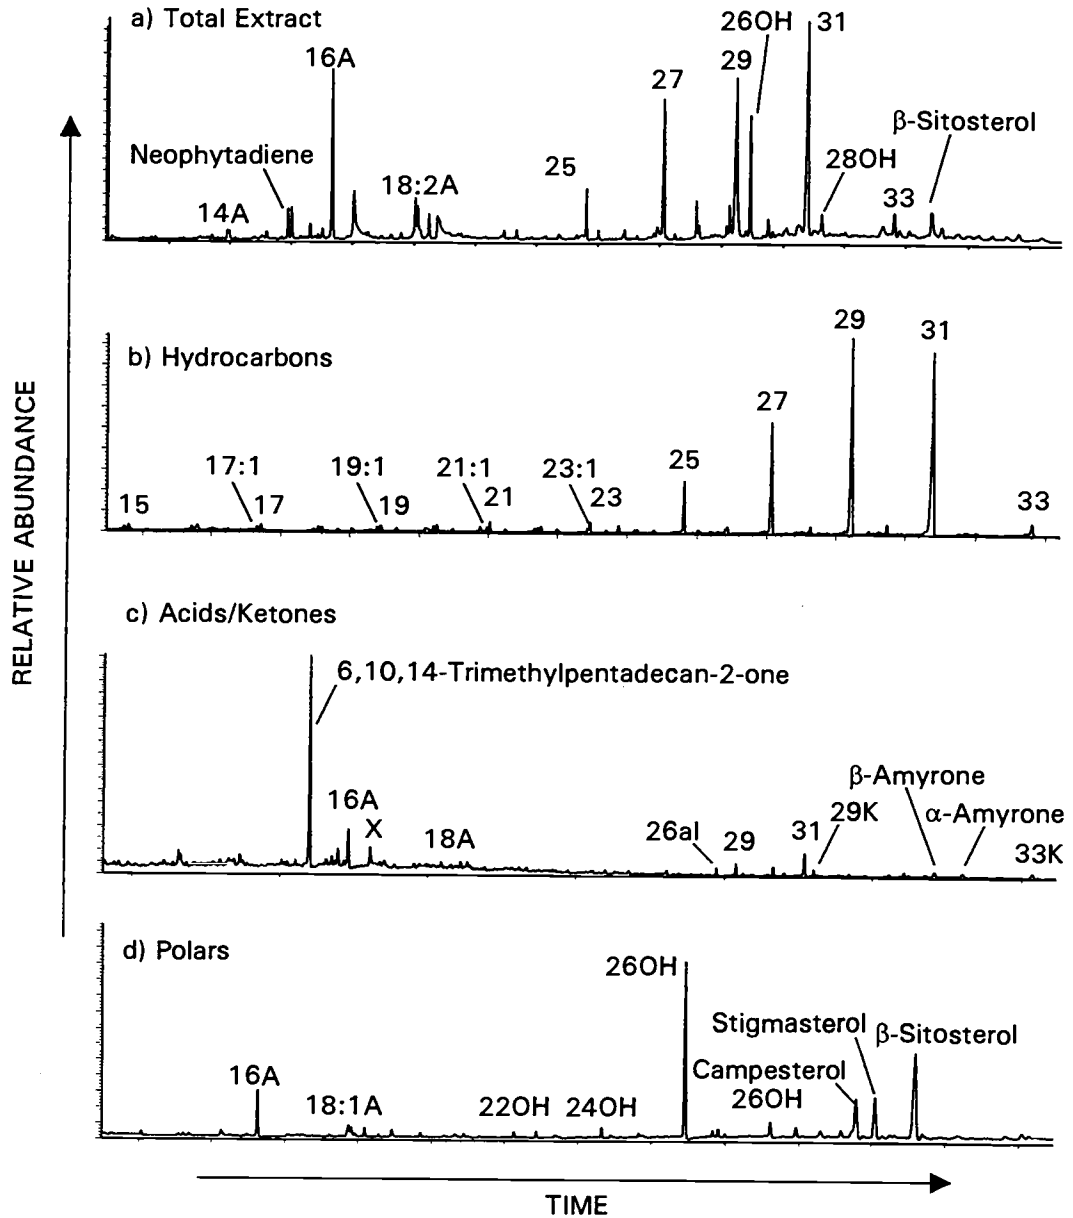 a) Total Extract
Neophytadiene
14A
16A
18:2A
25
27
29
26OH
31
28OH
33
β-Sitosterol
b) Hydrocarbons
15
17:1
17
19:1
19
21:1
21
23:1
23
25
27
29
31
33
c) Acids/Ketones
6,10,14-Trimethylpentadecan-2-one
16A
X
18A
26al
29
31
29K
β-Amyrone
α-Amyrone
33K
d) Polars
16A
18:1A
22OH
24OH
26OH
Stigmasterol
β-Sitosterol
Campesterol
26OH
RELATIVE ABUNDANCE
TIME